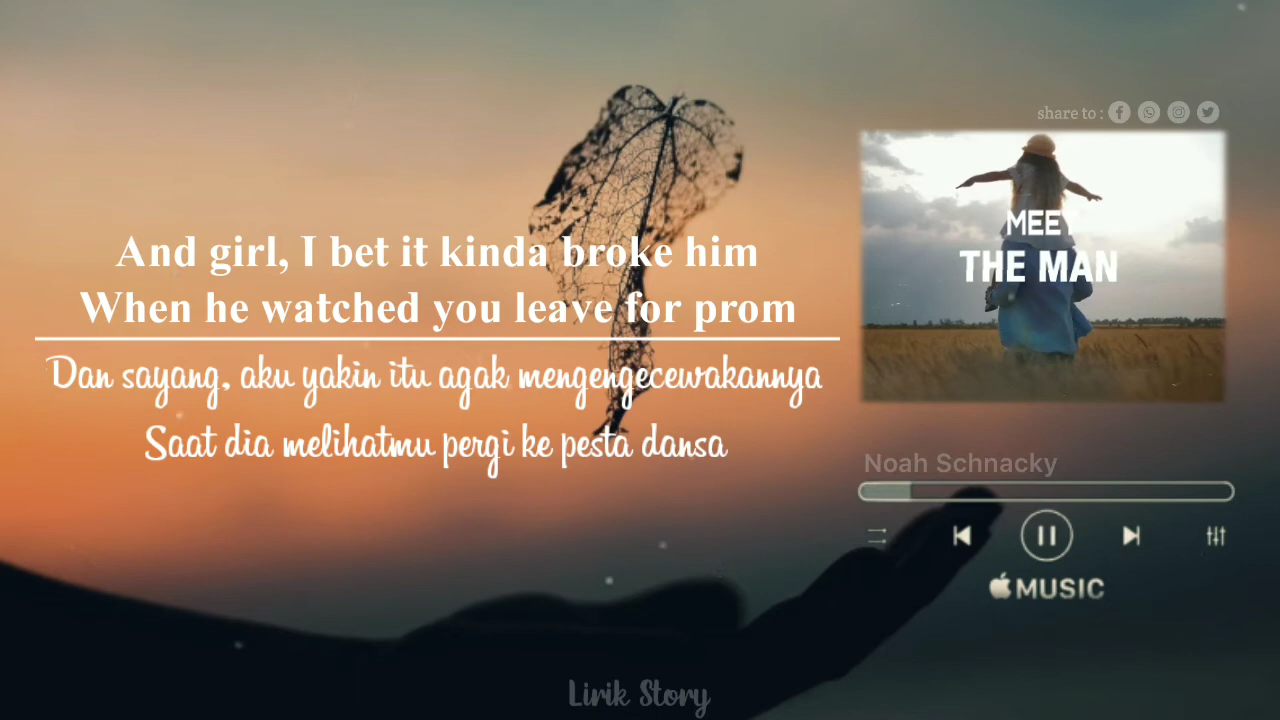 share to :
MEET
THE MAN
And girl, I bet it kinda broke him
When he watched you leave for prom
Dan sayang, aku yakin itu agak mengengecewakannya
Saat dia melihatmu pergi ke pesta dansa
Noah Schnacky
MUSIC
Lirik Story